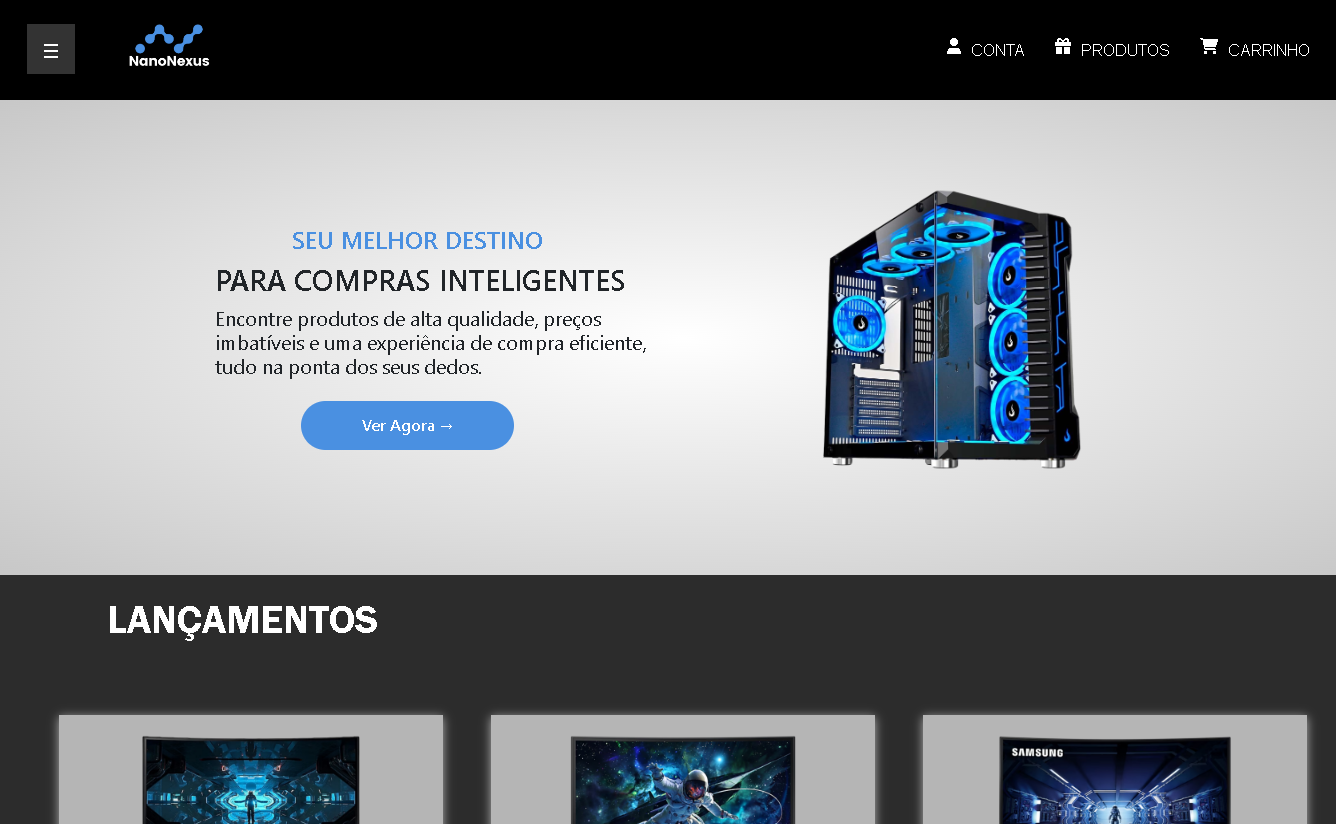 NanoNexus
CONTA
PRODUTOS
CARRINHO
SEU MELHOR DESTINO
PARA COMPRAS INTELIGENTES
Encontre produtos de alta qualidade, preços
imbatíveis e uma experiência de compra eficiente,
tudo na ponta dos seus dedos.
Ver Agora →
LANÇAMENTOS
SAMSUNG